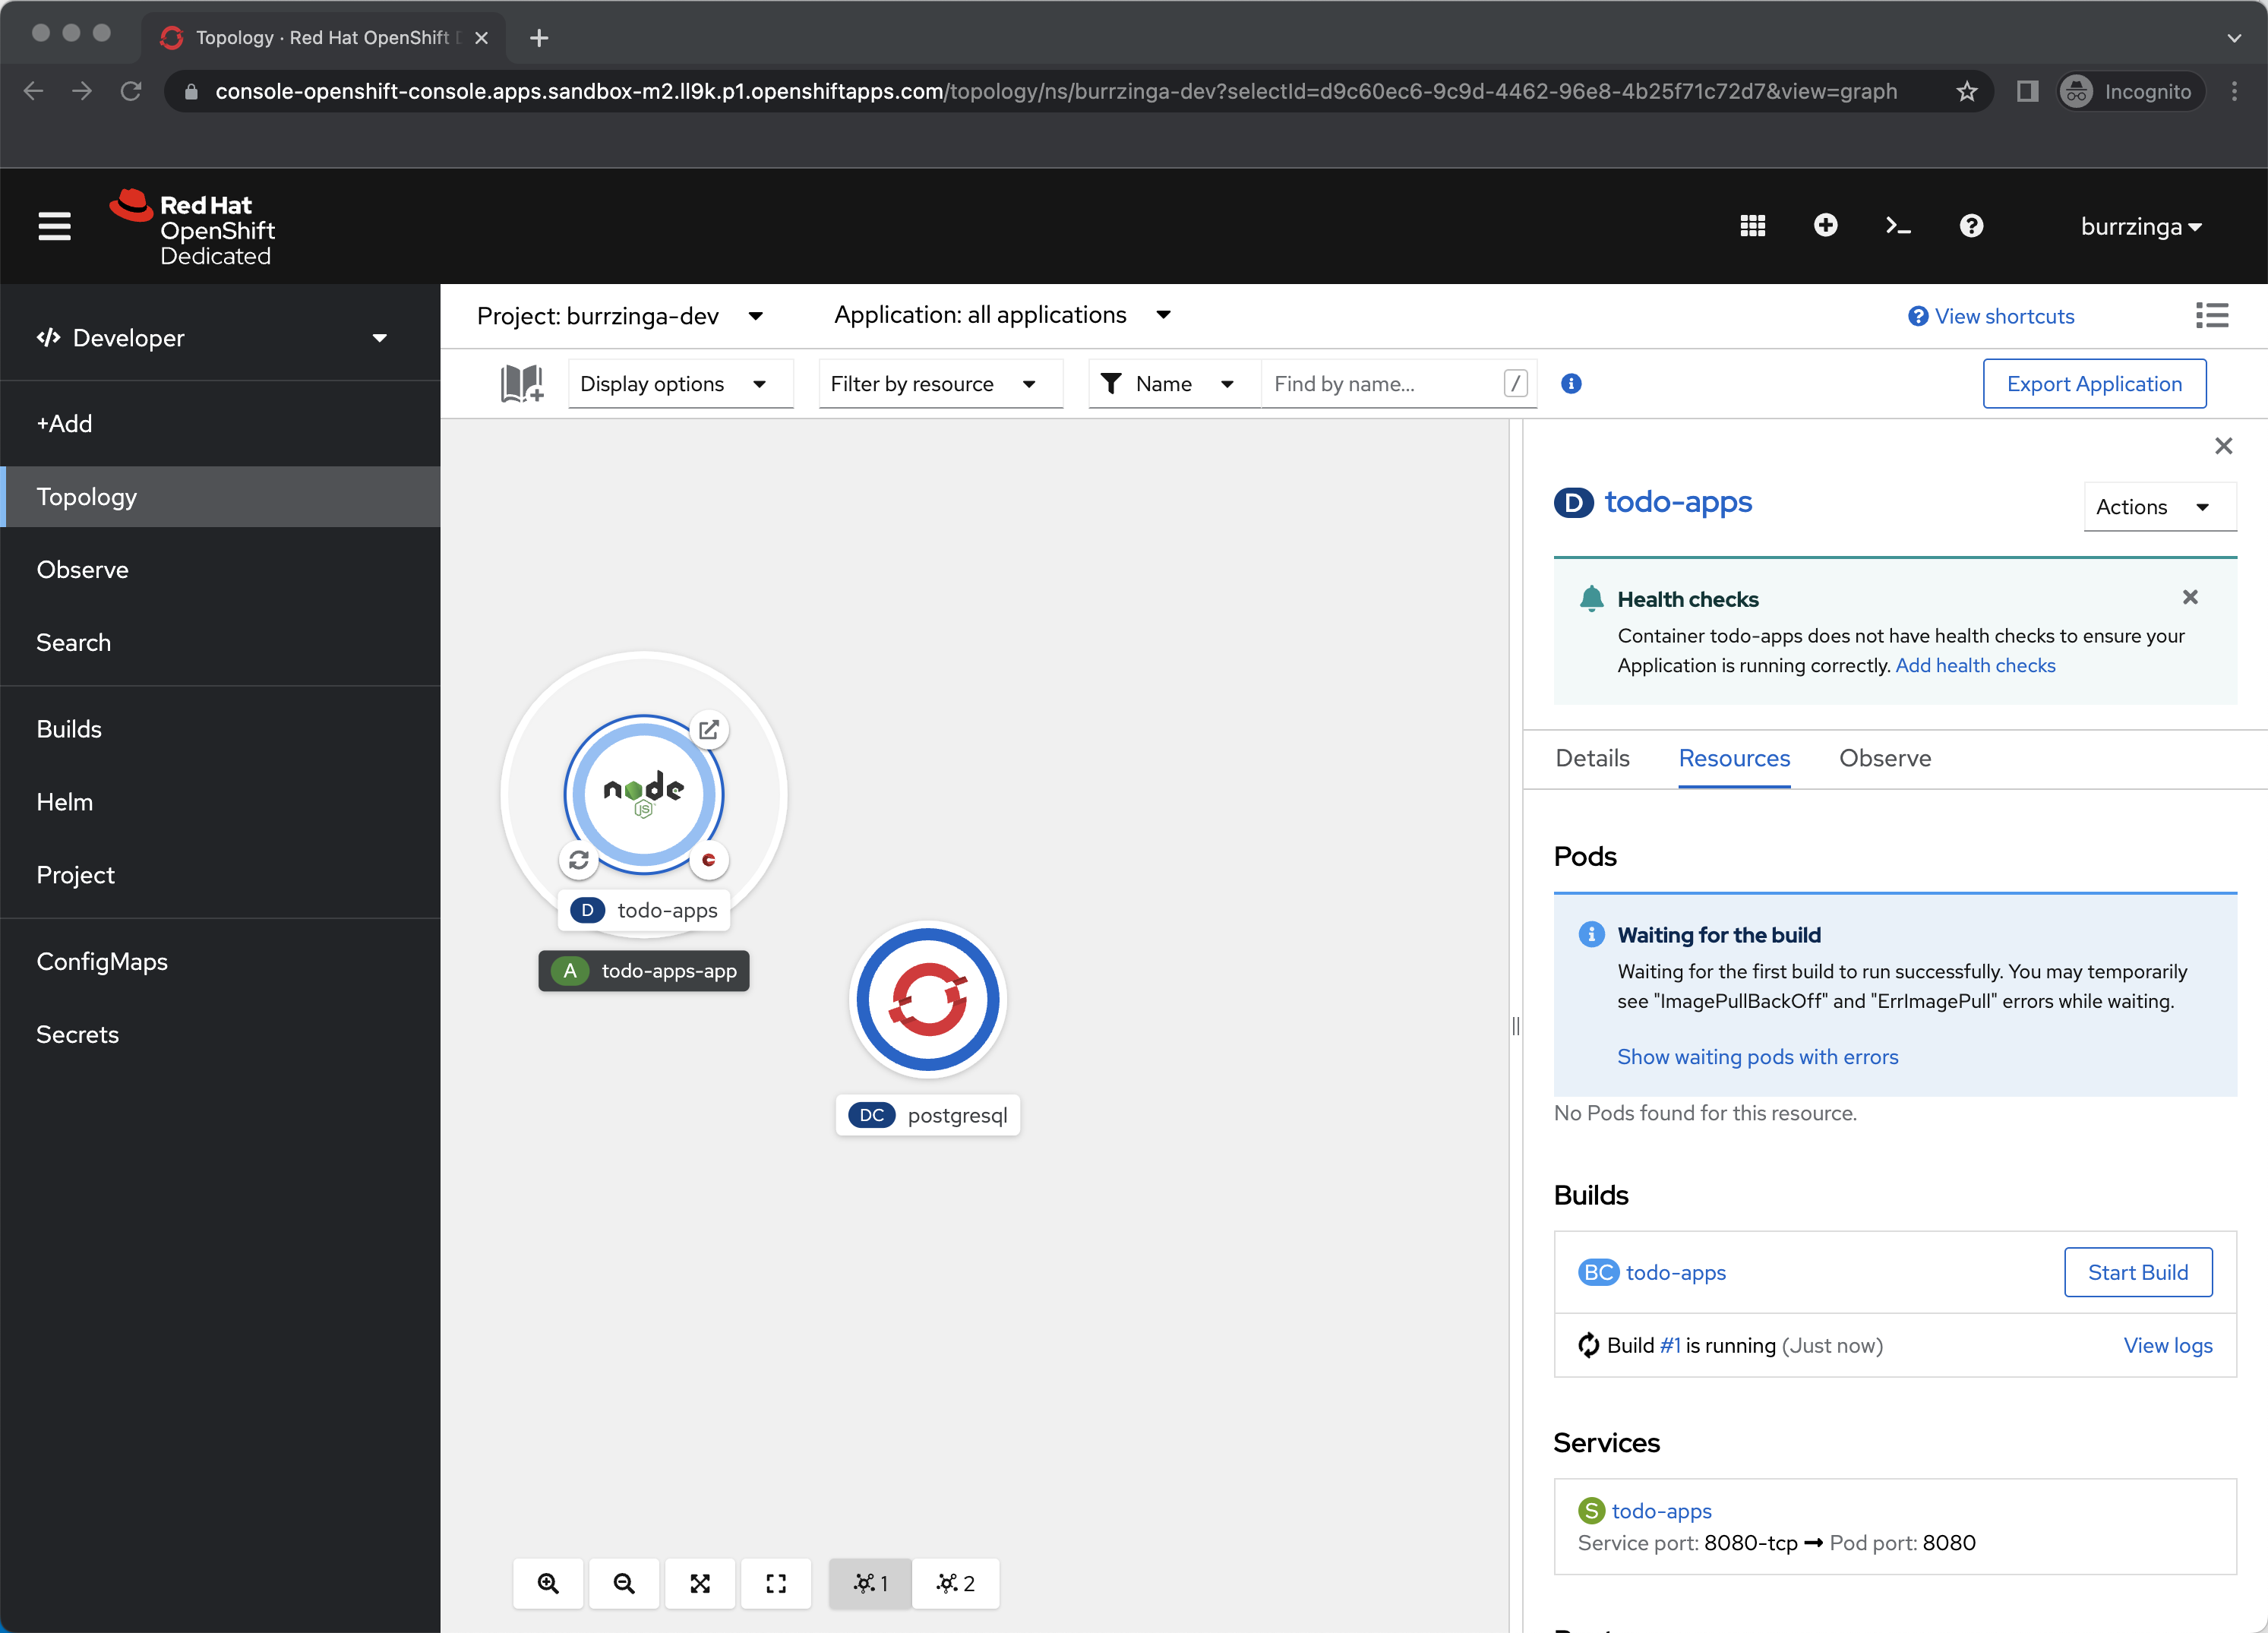 Topology · Red Hat OpenShift
console-openshift-console.apps.sandbox-m2.ll9k.p1.openshiftapps.com/topology/ns/burrzinga-dev?selectId=d9c60ec6-9c9d-4462-96e8-4b25f71c72d7&view=graph
Incognito
Red Hat
OpenShift
Dedicated
burrzinga
Developer
+Add
Topology
Observe
Search
Builds
Helm
Project
ConfigMaps
Secrets
Project: burrzinga-dev
Application: all applications
View shortcuts
Display options
Filter by resource
Name
Find by name...
/
Export Application
node
JS
D todo-apps
A todo-apps-app
DC postgresql
1
2
D todo-apps
Actions
Health checks
Container todo-apps does not have health checks to ensure your
Application is running correctly. Add health checks
Details
Resources
Observe
Pods
Waiting for the build
Waiting for the first build to run successfully. You may temporarily
see "ImagePullBackOff" and "ErrImagePull" errors while waiting.
Show waiting pods with errors
No Pods found for this resource.
Builds
BC todo-apps
Start Build
Build #1 is running (Just now)
View logs
Services
S todo-apps
Service port: 8080-tcp → Pod port: 8080